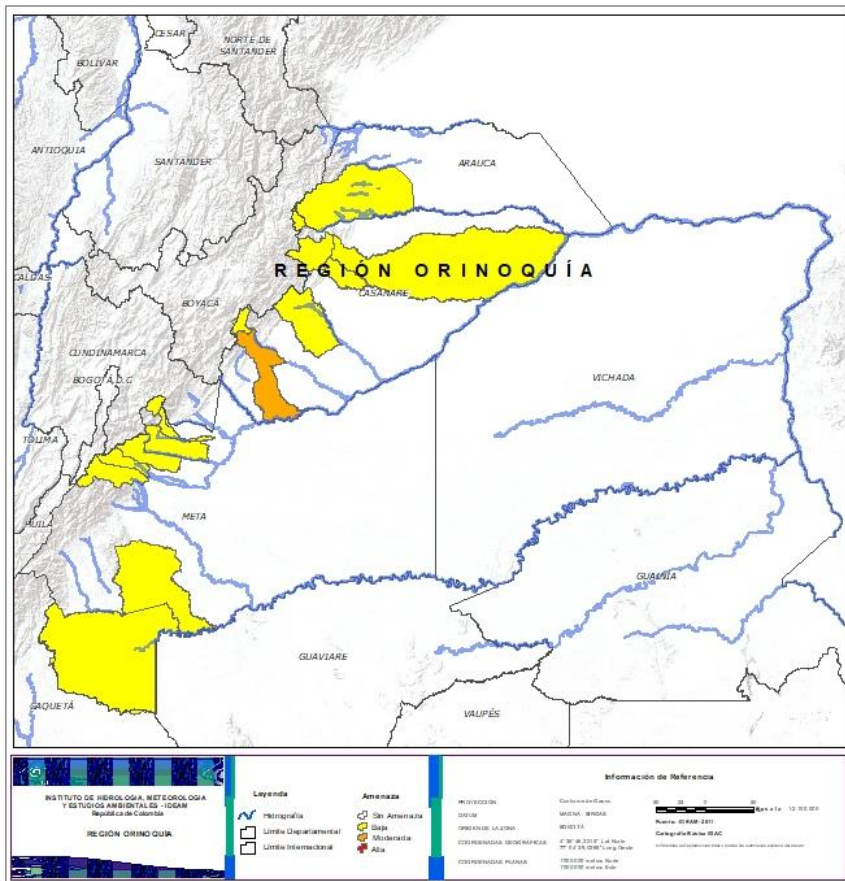 CESAR
NORTE DE
SANTANDER
BOLIVAR
ANTIOQUIA
SANTANDER
ARAUCA
REGIÓN ORINOQUÍA
CALDAS
CASANARE
BOYACÁ
CUNDINAMARCA
BOGOTÁ, D.C
VICHADA
TOLIMA
META
HUILA
GUAINÍA
GUAVIARE
CAQUETÁ
VAUPÉS
INSTITUTO DE HIDROLOGIA, METEOROLOGIA
Y ESTUDIOS AMBIENTALES - IDEAM
República de Colombia
REGIÓN ORINOQUÍA
Leyenda
Hidrografía
Límite Departamental
Límite Internacional
Amenaza
Sin Amenaza
Baja
Moderada
Alta
Información de Referencia
PROYECCIÓN
DATUM
ORIGEN DE LA ZONA
BOGOTÁ
COORDENADAS GEOGRÁFICAS
COORDENADAS PLANAS
Fuente: IDEAM - 2011